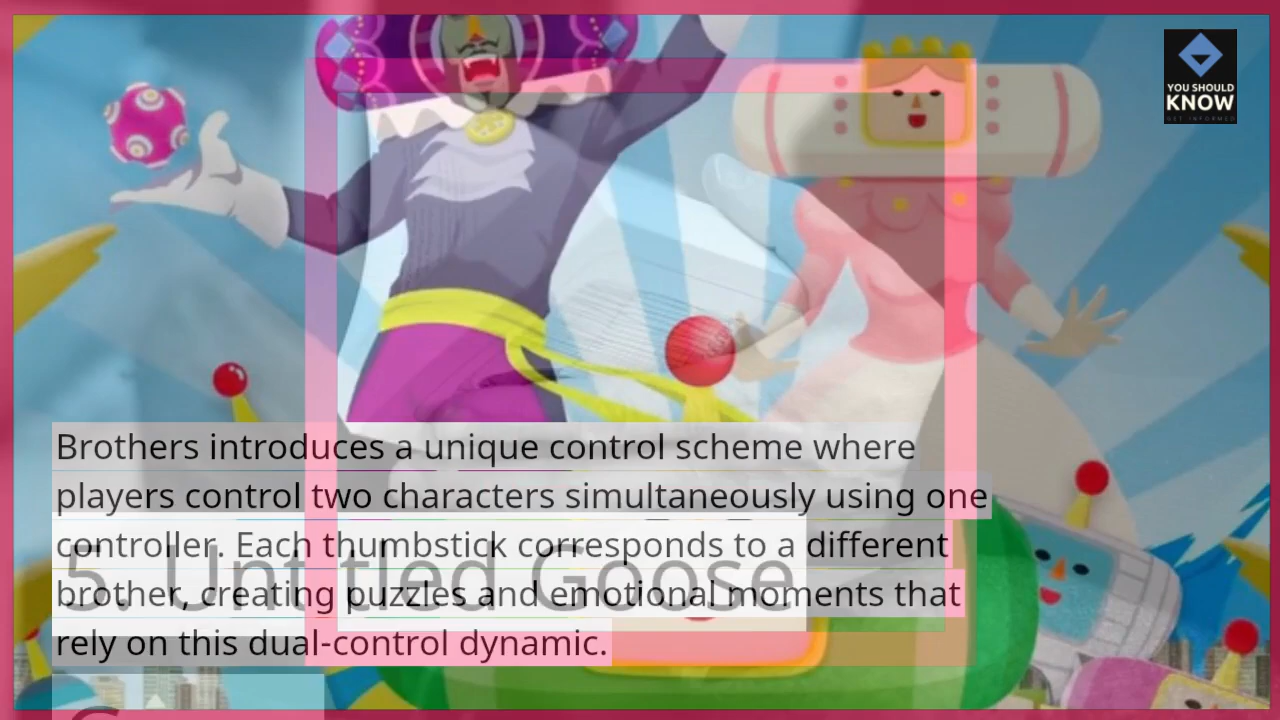 YOU SHOULD
KNOW
GET INFORMED
Brothers introduces a unique control scheme where
players control two characters simultaneously using one
controller. Each thumbstick corresponds to a different
brother, creating puzzles and emotional moments that
rely on this dual-control dynamic.
5. Untitled Goose